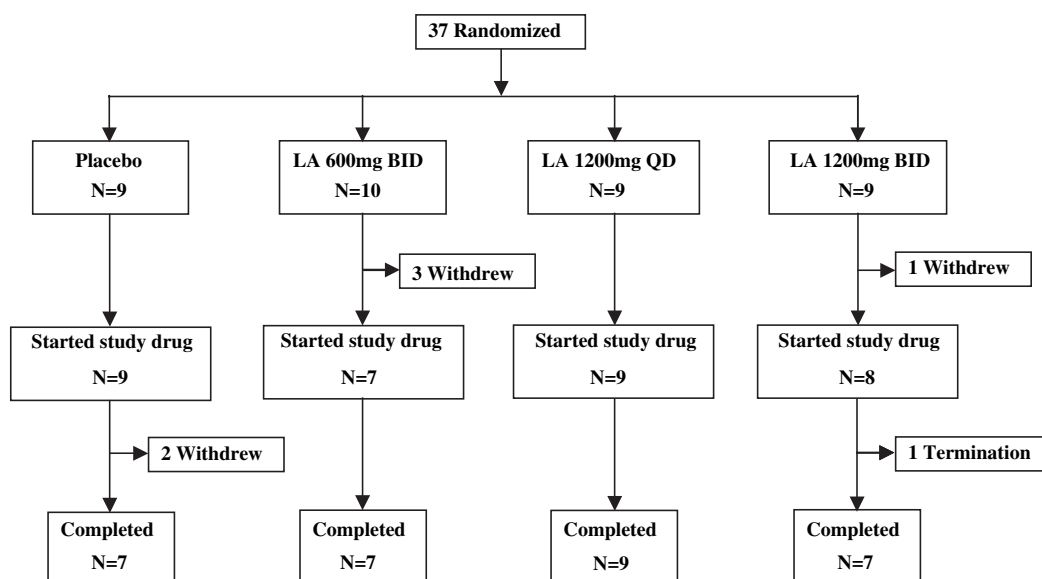 37 Randomized
Placebo
N=9
LA 600mg BID
N=10
LA 1200mg QD
N=9
LA 1200mg BID
N=9
3 Withdrew
1 Withdrew
Started study drug
N=9
Started study drug
N=7
Started study drug
N=9
Started study drug
N=8
2 Withdrew
1 Termination
Completed
N=7
Completed
N=7
Completed
N=9
Completed
N=7